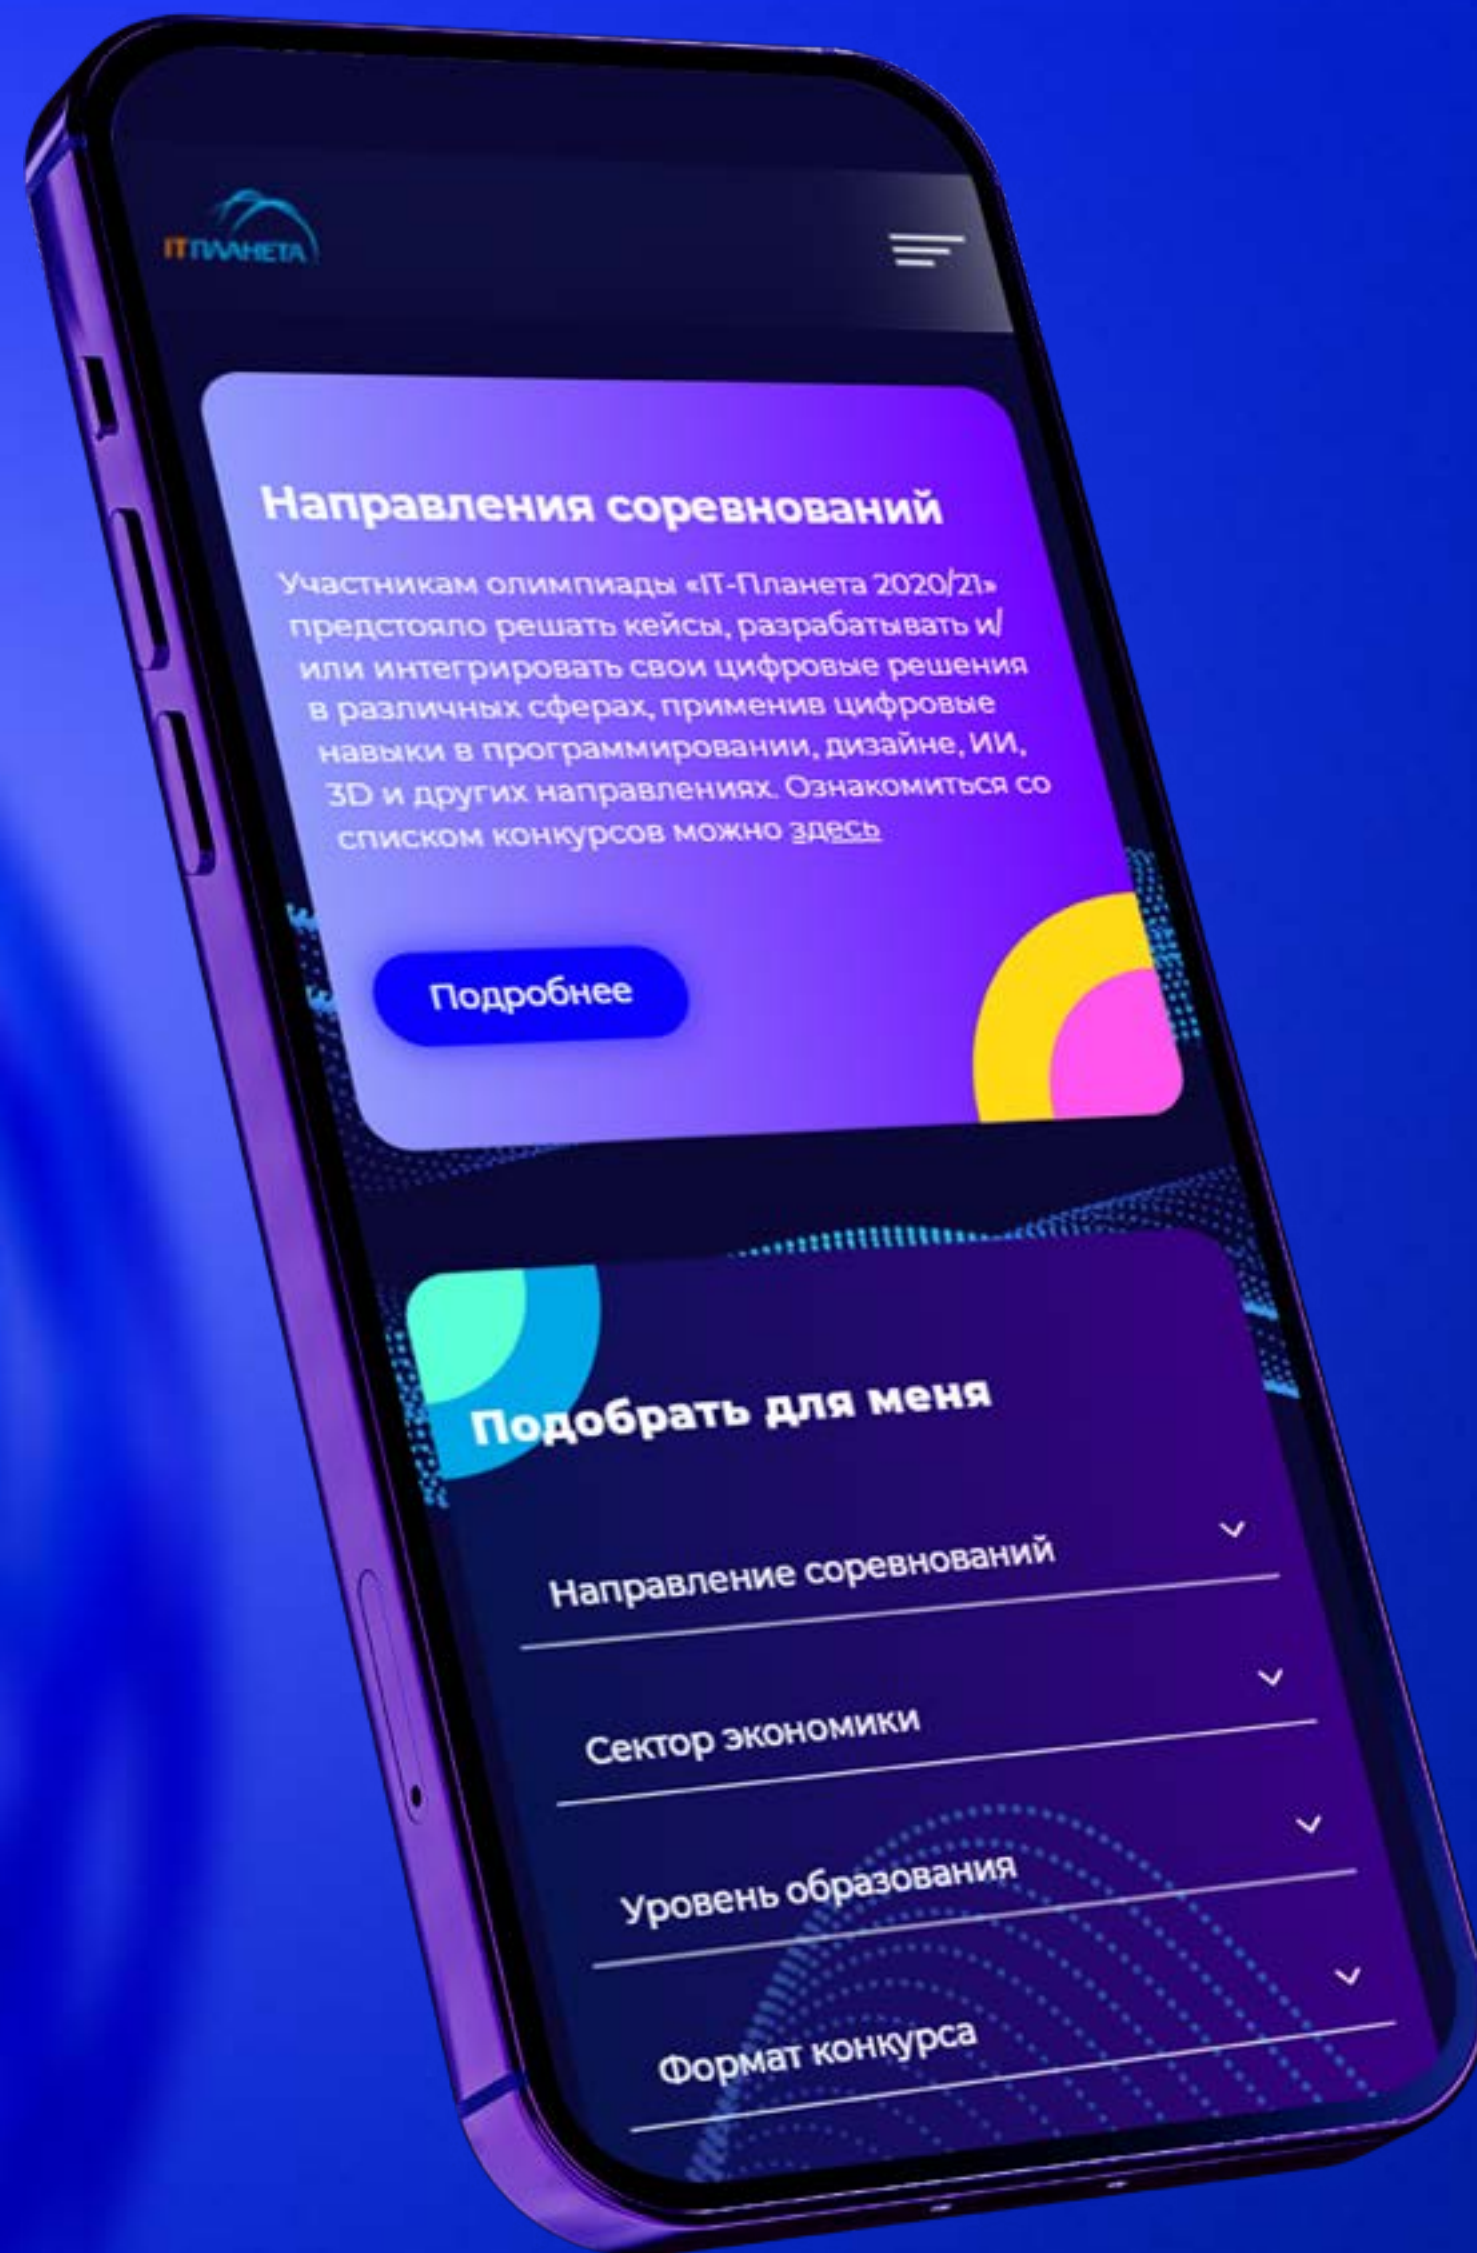 ITПЛАНЕТА
Направления соревнований
Участникам олимпиады «IT-Планета 2020/21»
предстояло решать кейсы, разрабатывать и/
или интегрировать свои цифровые решения
в различных сферах, применив цифровые
навыки в программировании, дизайне, ИИ,
3D и других направлениях. Ознакомиться со
списком конкурсов можно здесь
Подробнее
Подобрать для меня
Направление соревнований
Сектор экономики
Уровень образования
Формат конкурса